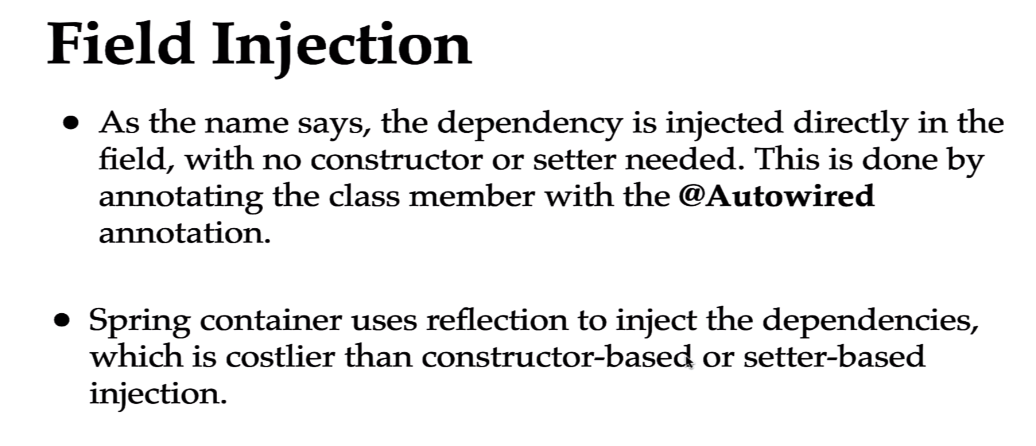 Field Injection
• As the name says, the dependency is injected directly in the
field, with no constructor or setter needed. This is done by
annotating the class member with the @Autowired
annotation.
• Spring container uses reflection to inject the dependencies,
which is costlier than constructor-based or setter-based
injection.